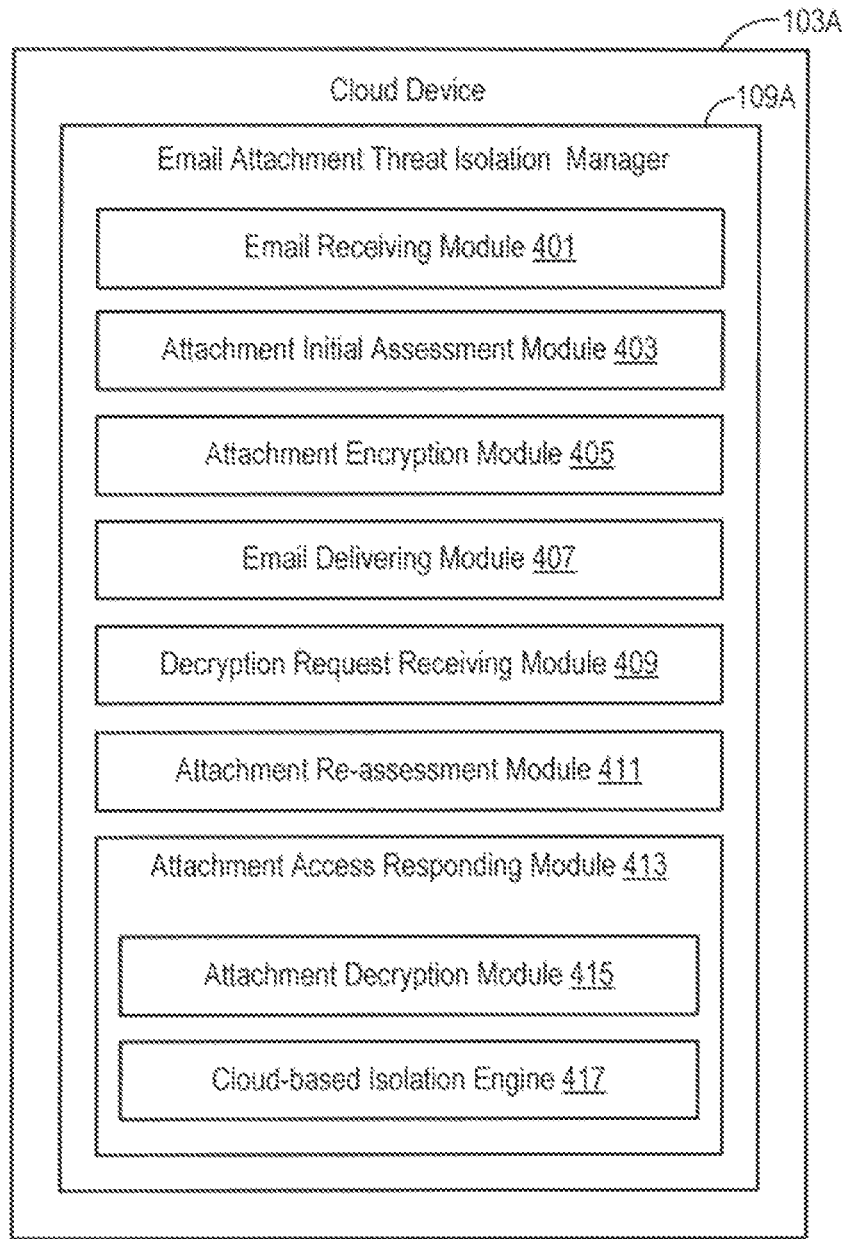 103A
Cloud Device
109A
Email Attachment Threat Isolation Manager
Email Receiving Module 401
Attachment Initial Assessment Module 403
Attachment Encryption Module 405
Email Delivering Module 407
Decryption Request Receiving Module 409
Attachment Re-assessment Module 411
Attachment Access Responding Module 413
Attachment Decryption Module 415
Cloud-based Isolation Engine 417